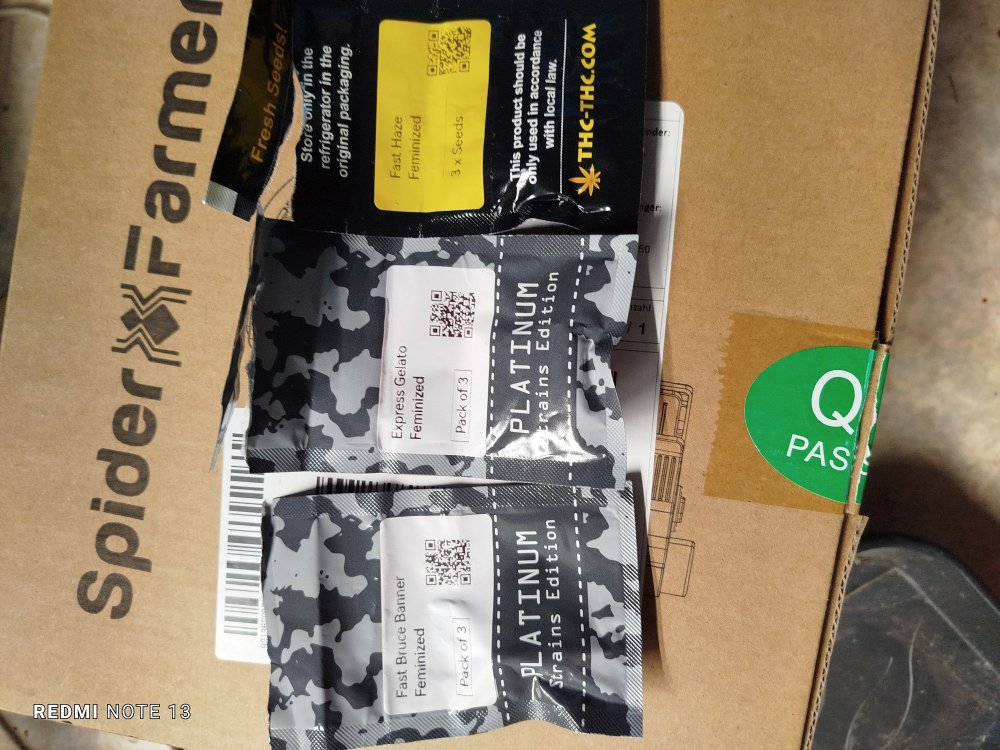 Spider Farmer
Fresh Seeds!
Store only in the
refrigerator in the
original packaging.
Fast Haze
Feminized
3 x Seeds
This product should be
only used in accordance
with local law.
THC-THC.COM
Express Gelato
Feminized
Pack of 3
PLATINUM
Strains Edition
Fast Bruce Banner
Feminized
Pack of 3
PLATINUM
Strains Edition
/ 1
50
Q
PAS
REDMI NOTE 13